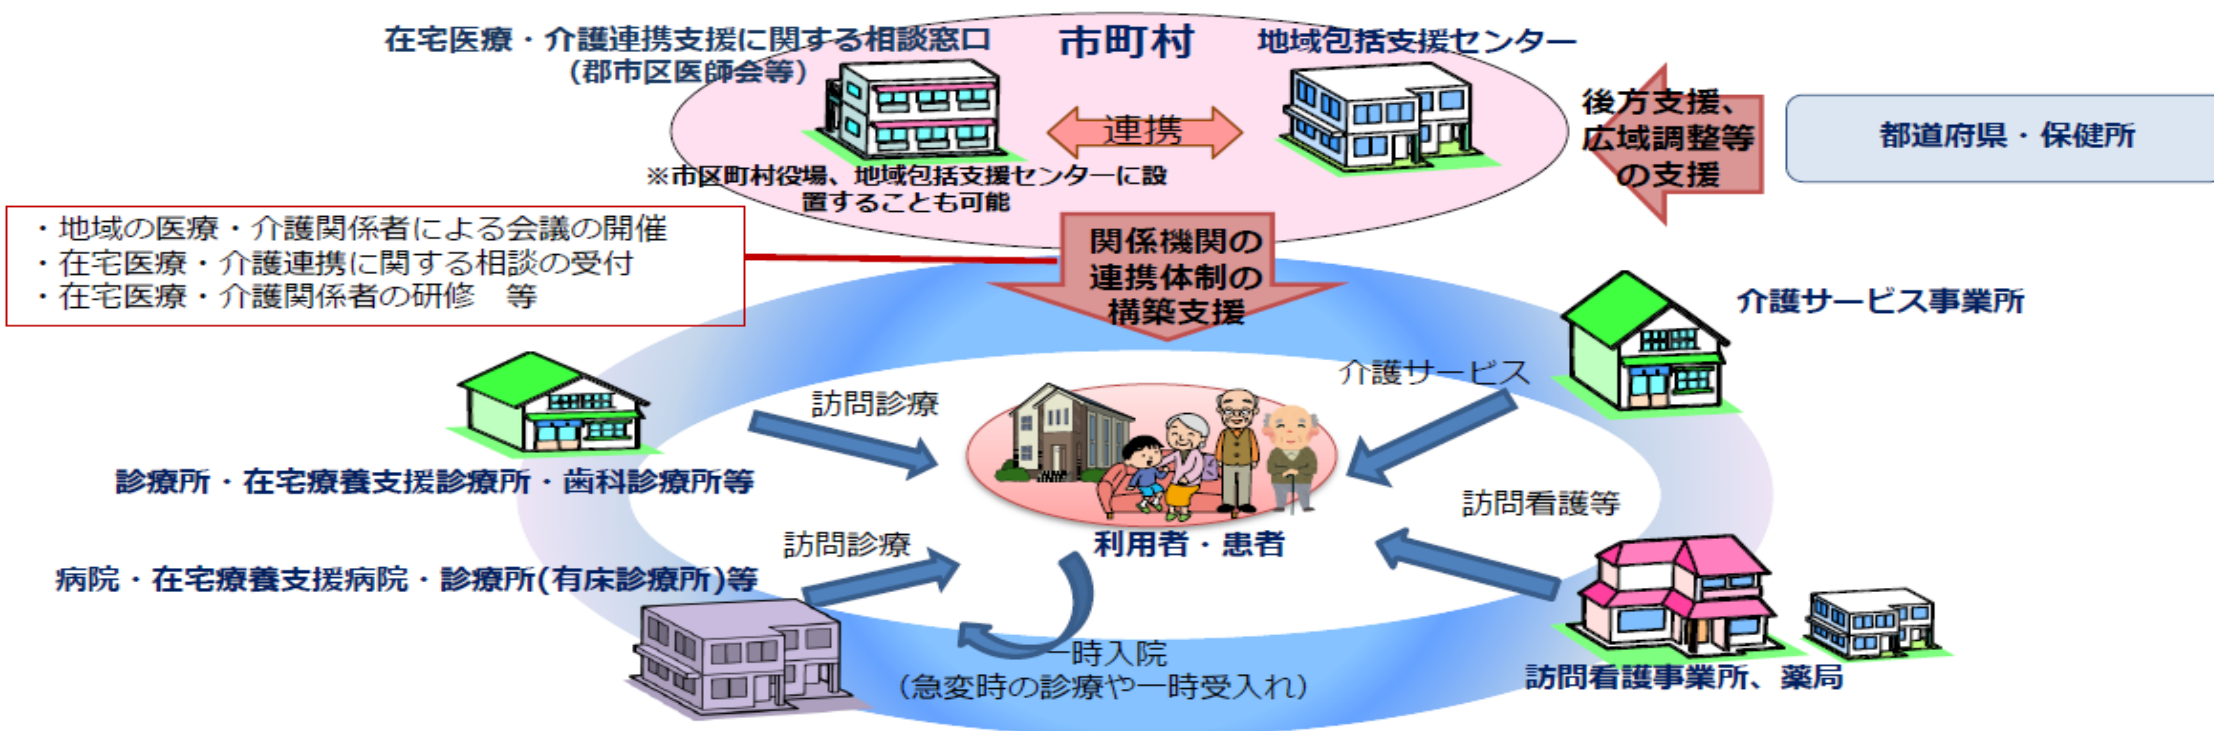 在宅医療・介護連携支援に関する相談窓口
(郡市区医師会等)
市町村
地域包括支援センター
連携
※市区町村役場、地域包括支援センターに設
置することも可能
後方支援、
広域調整等
の支援
都道府県・保健所
・地域の医療・介護関係者による会議の開催
・在宅医療・介護連携に関する相談の受付
・在宅医療・介護関係者の研修　等
関係機関の
連携体制の
構築支援
介護サービス事業所
介護サービス
訪問診療
診療所・在宅療養支援診療所・歯科診療所等
利用者・患者
訪問看護等
訪問診療
病院・在宅療養支援病院・診療所(有床診療所)等
一時入院
(急変時の診療や一時受入れ)
訪問看護事業所、薬局